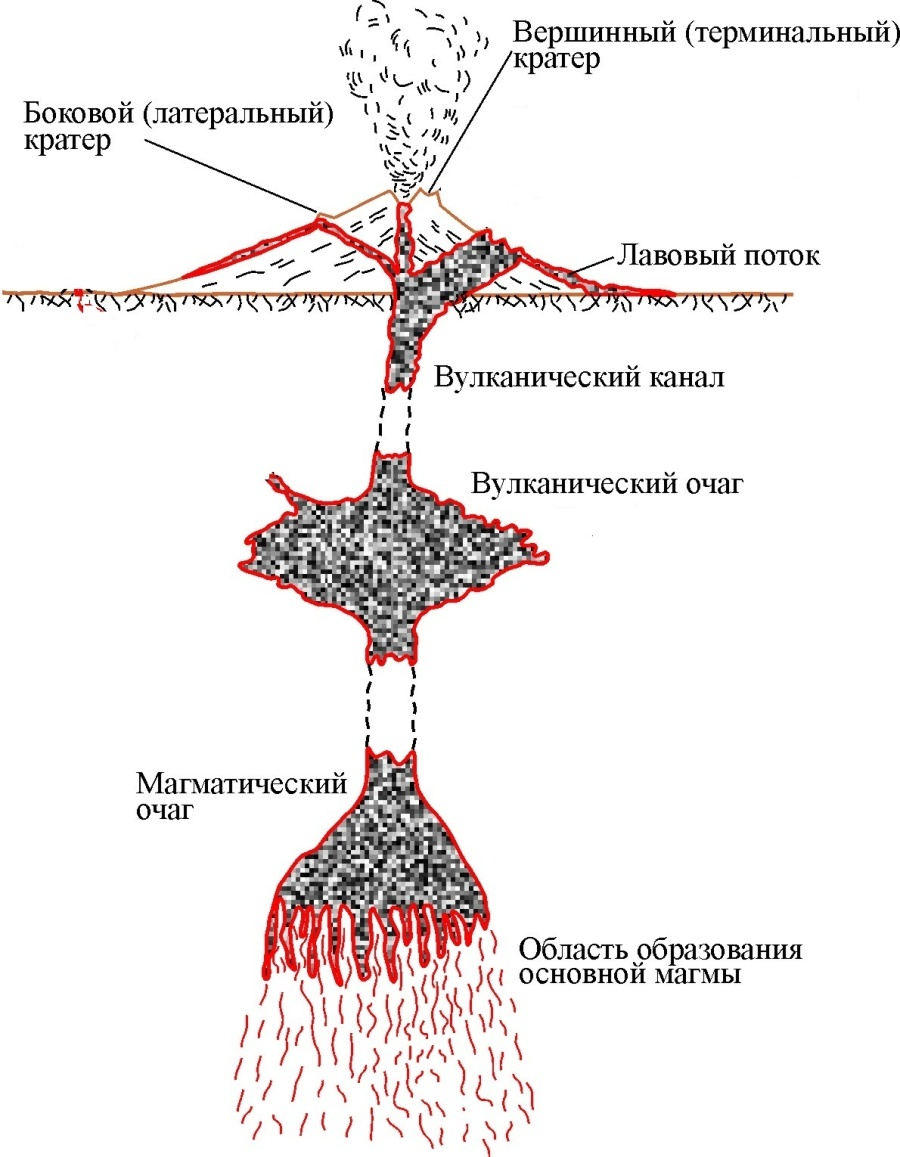 Вершинный (терминальный)
кратер
Боковой (латеральный)
кратер
Лавовый поток
Вулканический канал
Вулканический очаг
Магматический
очаг
Область образования
основной магмы